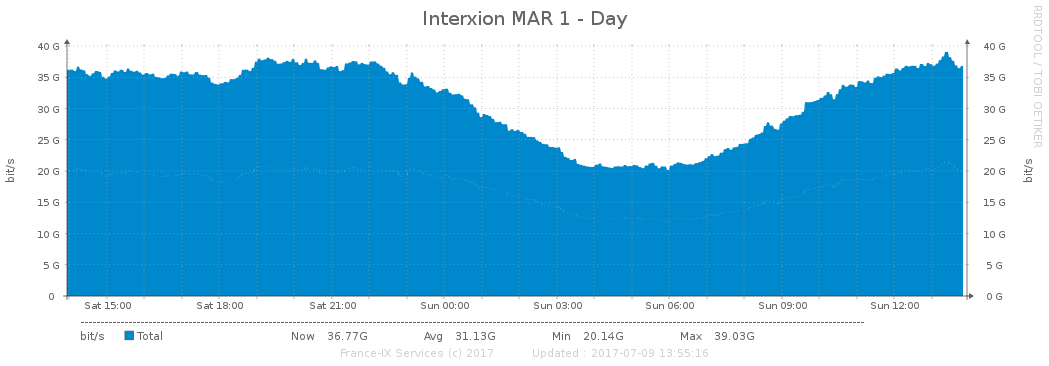 Interxion MAR 1 - Day
RRDTOOL / TOBI OETIKER
bit/s
40 G
35 G
30 G
25 G
20 G
15 G
10 G
5 G
0
40 G
35 G
30 G
25 G
20 G
15 G
10 G
5 G
0 G
bit/s
Sat 15:00 Sat 18:00 Sat 21:00 Sun 00:00 Sun 03:00 Sun 06:00 Sun 09:00 Sun 12:00
bit/s Total Now 36.77G Avg 31.13G Min 20.14G Max 39.03G
France-IX Services (c) 2017 Updated : 2017-07-09 13:55:16